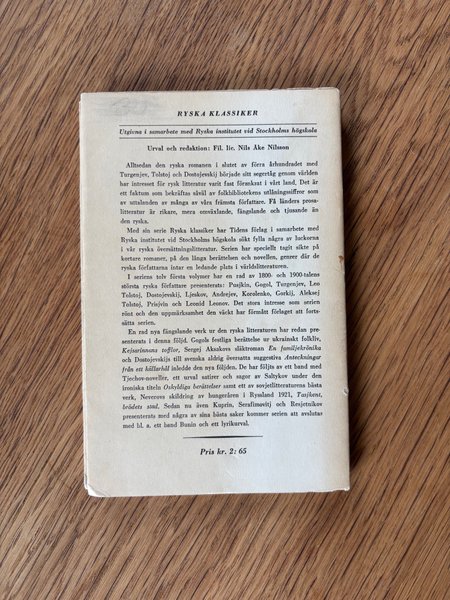 RYSKA KLASSIKER
Utgivna i samarbete med Ryska institutet vid Stockholms högskola
Urval och redaktion: Fil. lic. Nils Åke Nilsson
Alltsedan den ryska romanen i slutet av förra århundradet med
Turgenjev, Tolstoj och Dostojevskij började sitt segertåg genom världen
har intresset för rysk litteratur varit fast förankrat i vårt land. Det är
ett faktum som bekräftas såväl av folkbibliotekens utlåningssiffror som
av uttalanden av många av våra främsta författare. Få länders prosa-
litteratur är rikare, mera omväxlande, fängslande och tjusande än
den ryska.
Med sin serie Ryska klassiker har Tidens förlag i samarbete med
Ryska institutet vid Stockholms högskola sökt fylla några av luckorna
i vår ryska översättningslitteratur. Serien har speciellt tagit sikte på
kortare romaner, på den långa berättelsen och novellen, genrer där de
ryska författarna intar en ledande plats i världslitteraturen.
I seriens tolv första volymer har en rad av 1800- och 1900-talens
största författare presenterats: Pusjkin, Gogol, Turgenjev, Leo
Tolstoj, Dostojevskij, Ljeskov, Andrejev, Korolenko, Gorkij, Aleksej
Tolstoj, Prisjvin och Leonid Leonov. Det stora intresse som serien
rönt och den uppmärksamhet den väckt har förmått förlaget att fort-
sätta serien.
En rad nya fängslande verk ur den ryska litteraturen har redan pre-
senterats i denna följd. Gogols festliga berättelse ur ukrainskt folkliv,
Kejsarinnans tofflor, Sergej Aksakovs släktroman En familjekrönika
och Dostojevskijs till svenska aldrig översatta suggestiva Anteckningar
från ett källarhål inledde den nya följden. De har följts av ett band med
Tjechov-noveller, ett urval satirer och sagor av Saltykov under den
ironiska titeln Oskyldiga berättelser samt av ett av sovjetlitteraturens bästa
verk, Neverovs skildring av hungeråren i Ryssland 1921, Tasjkent,
brödets stad. Sedan nu även Kuprin, Serafimovitj och Resjetnikov
presenterats med några av sina bästa saker kommer serien att avslutas
med bl. a. ett band Bunin och ett lyrikurval.
Pris kr. 2: 65